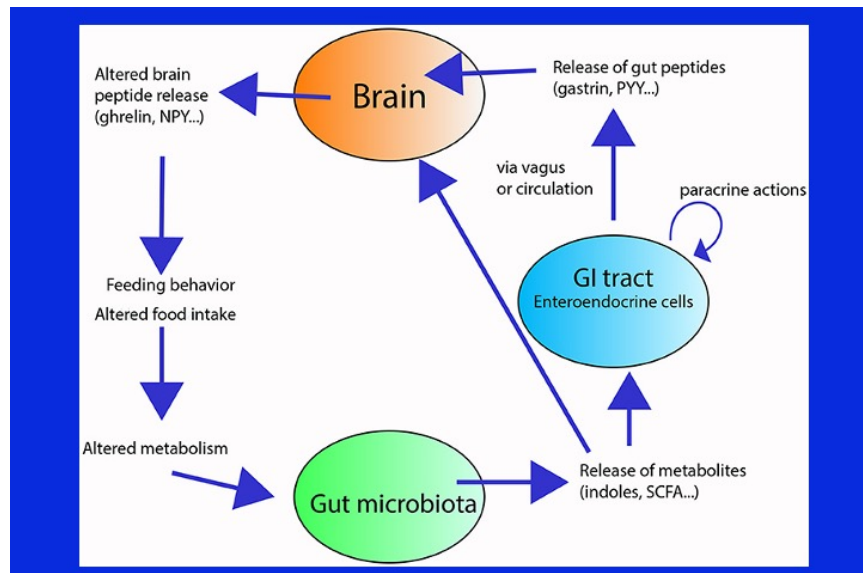 Altered brain
peptide release
(ghrelin, NPY...)
Brain
Release of gut peptides
(gastrin, PYY...)
via vagus
or circulation
paracrine actions
GI tract
Enteroendocrine cells
Feeding behavior
Altered food intake
Altered metabolism
Gut microbiota
Release of metabolites
(indoles, SCFA...)